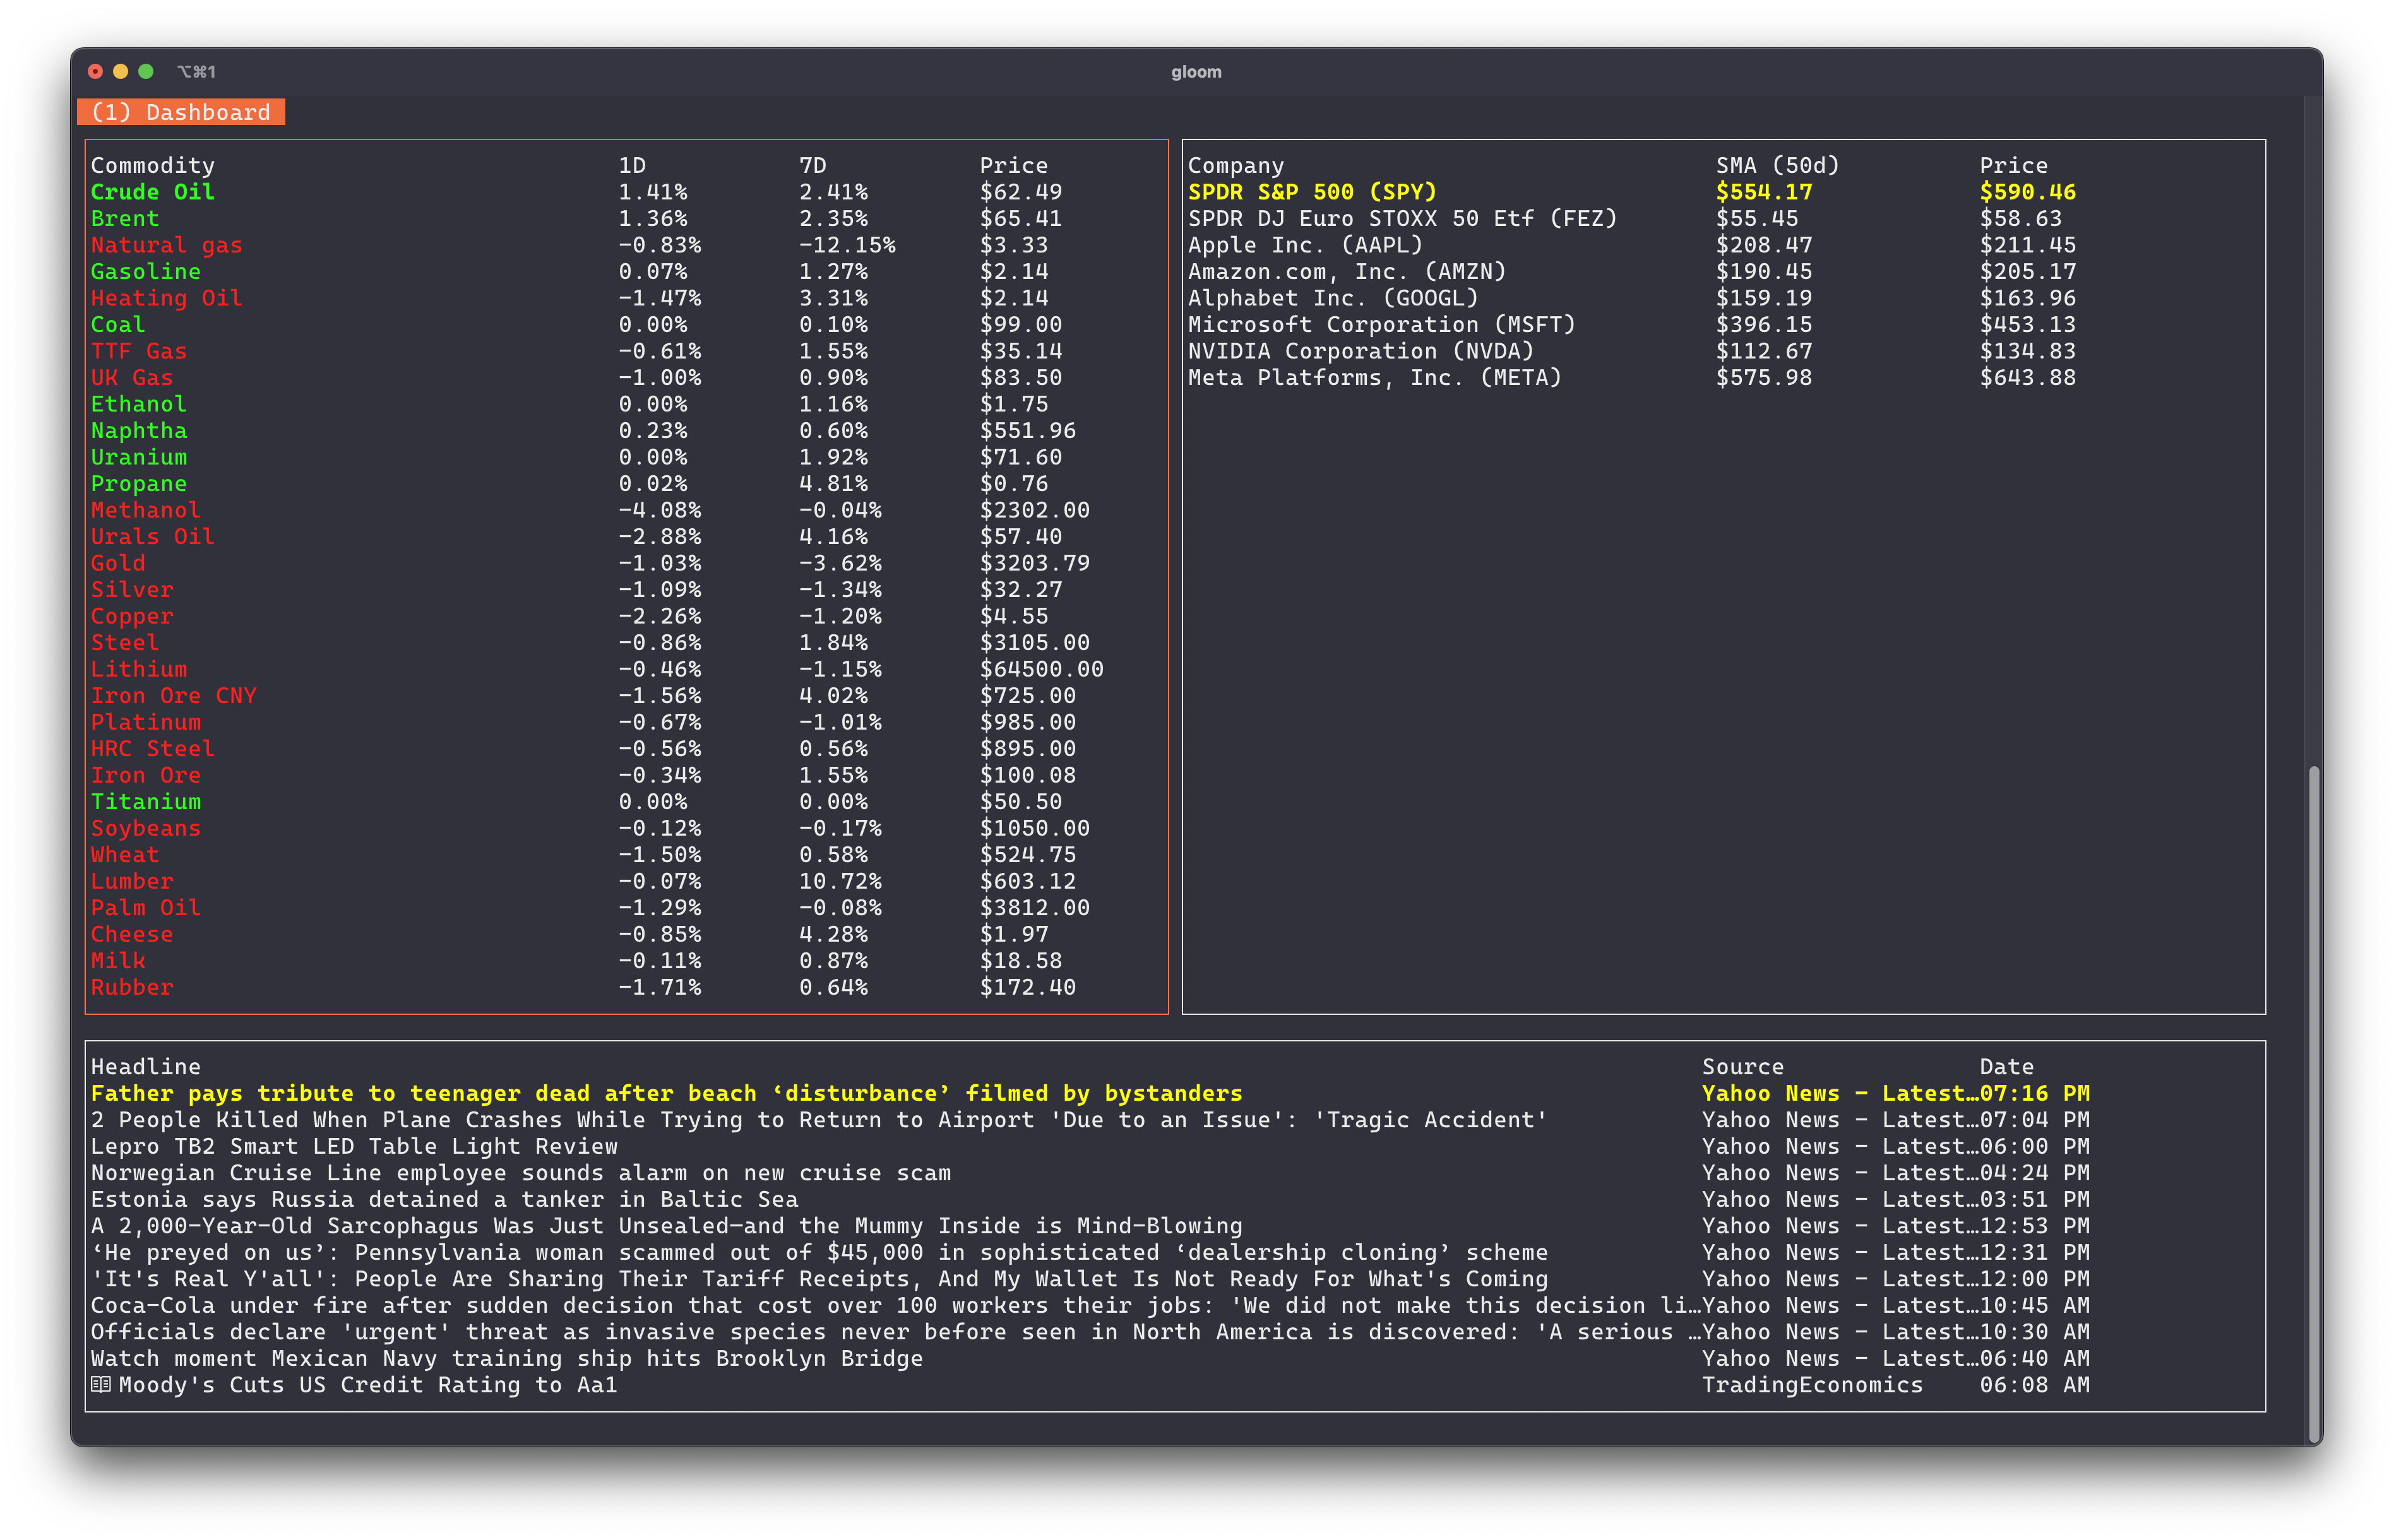 ⌥⌘1 gloom
(1) Dashboard
Commodity 1D 7D Price
Crude Oil 1.41% 2.41% $62.49
Brent 1.36% 2.35% $65.41
Natural gas -0.83% -12.15% $3.33
Gasoline 0.07% 1.27% $2.14
Heating Oil -1.47% 3.31% $2.14
Coal 0.00% 0.10% $99.00
TTF Gas -0.61% 1.55% $35.14
UK Gas -1.00% 0.90% $83.50
Ethanol 0.00% 1.16% $1.75
Naphtha 0.23% 0.60% $551.96
Uranium 0.00% 1.92% $71.60
Propane 0.02% 4.81% $0.76
Methanol -4.08% -0.04% $2302.00
Urals Oil -2.88% 4.16% $57.40
Gold -1.03% -3.62% $3203.79
Silver -1.09% -1.34% $32.27
Copper -2.26% -1.20% $4.55
Steel -0.86% 1.84% $3105.00
Lithium -0.46% -1.15% $64500.00
Iron Ore CNY -1.56% 4.02% $725.00
Platinum -0.67% -1.01% $985.00
HRC Steel -0.56% 0.56% $895.00
Iron Ore -0.34% 1.55% $100.08
Titanium 0.00% 0.00% $50.50
Soybeans -0.12% -0.17% $1050.00
Wheat -1.50% 0.58% $524.75
Lumber -0.07% 10.72% $603.12
Palm Oil -1.29% -0.08% $3812.00
Cheese -0.85% 4.28% $1.97
Milk -0.11% 0.87% $18.58
Rubber -1.71% 0.64% $172.40
Company SMA (50d) Price
SPDR S&P 500 (SPY) $554.17 $590.46
SPDR DJ Euro STOXX 50 Etf (FEZ) $55.45 $58.63
Apple Inc. (AAPL) $208.47 $211.45
Amazon.com, Inc. (AMZN) $190.45 $205.17
Alphabet Inc. (GOOGL) $159.19 $163.96
Microsoft Corporation (MSFT) $396.15 $453.13
NVIDIA Corporation (NVDA) $112.67 $134.83
Meta Platforms, Inc. (META) $575.98 $643.88
Headline Source Date
Father pays tribute to teenager dead after beach ‘disturbance’ filmed by bystanders Yahoo News - Latest…07:16 PM
2 People Killed When Plane Crashes While Trying to Return to Airport 'Due to an Issue': 'Tragic Accident' Yahoo News - Latest…07:04 PM
Lepro TB2 Smart LED Table Light Review Yahoo News - Latest…06:00 PM
Norwegian Cruise Line employee sounds alarm on new cruise scam Yahoo News - Latest…04:24 PM
Estonia says Russia detained a tanker in Baltic Sea Yahoo News - Latest…03:51 PM
A 2,000-Year-Old Sarcophagus Was Just Unsealed—and the Mummy Inside is Mind-Blowing Yahoo News - Latest…12:53 PM
‘He preyed on us’: Pennsylvania woman scammed out of $45,000 in sophisticated ‘dealership cloning’ scheme Yahoo News - Latest…12:31 PM
'It's Real Y'all': People Are Sharing Their Tariff Receipts, And My Wallet Is Not Ready For What's Coming Yahoo News - Latest…12:00 PM
Coca-Cola under fire after sudden decision that cost over 100 workers their jobs: 'We did not make this decision li…Yahoo News - Latest…10:45 AM
Officials declare 'urgent' threat as invasive species never before seen in North America is discovered: 'A serious …Yahoo News - Latest…10:30 AM
Watch moment Mexican Navy training ship hits Brooklyn Bridge Yahoo News - Latest…06:40 AM
Moody's Cuts US Credit Rating to Aa1 TradingEconomics 06:08 AM